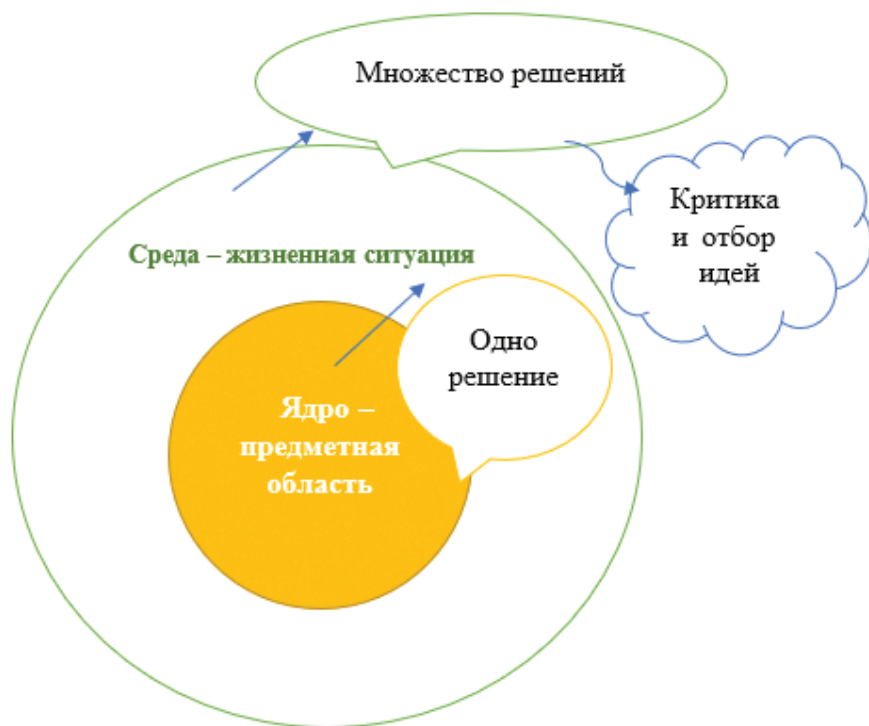 Множество решений
Критика
и отбор
идей
Среда – жизненная ситуация
Одно
решение
Ядро –
предметная
область